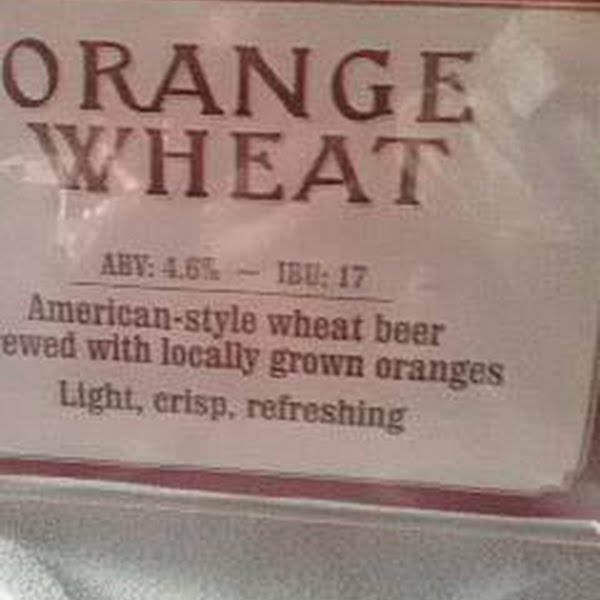 ORANGE
WHEAT
ABV: 4.6% — IBU: 17
American-style wheat beer
ewed with locally grown oranges
Light, crisp, refreshing